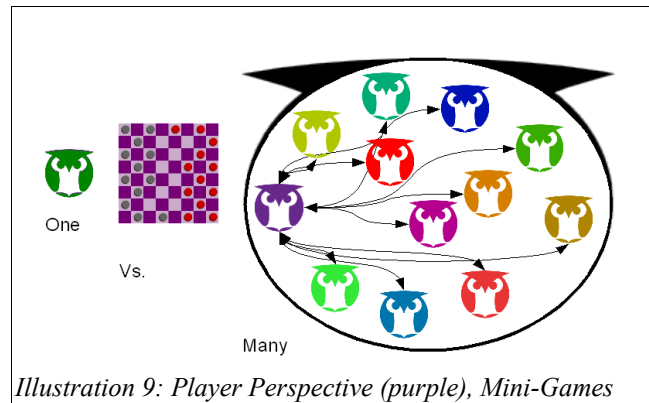 One
Vs.
Many
Illustration 9: Player Perspective (purple), Mini-Games